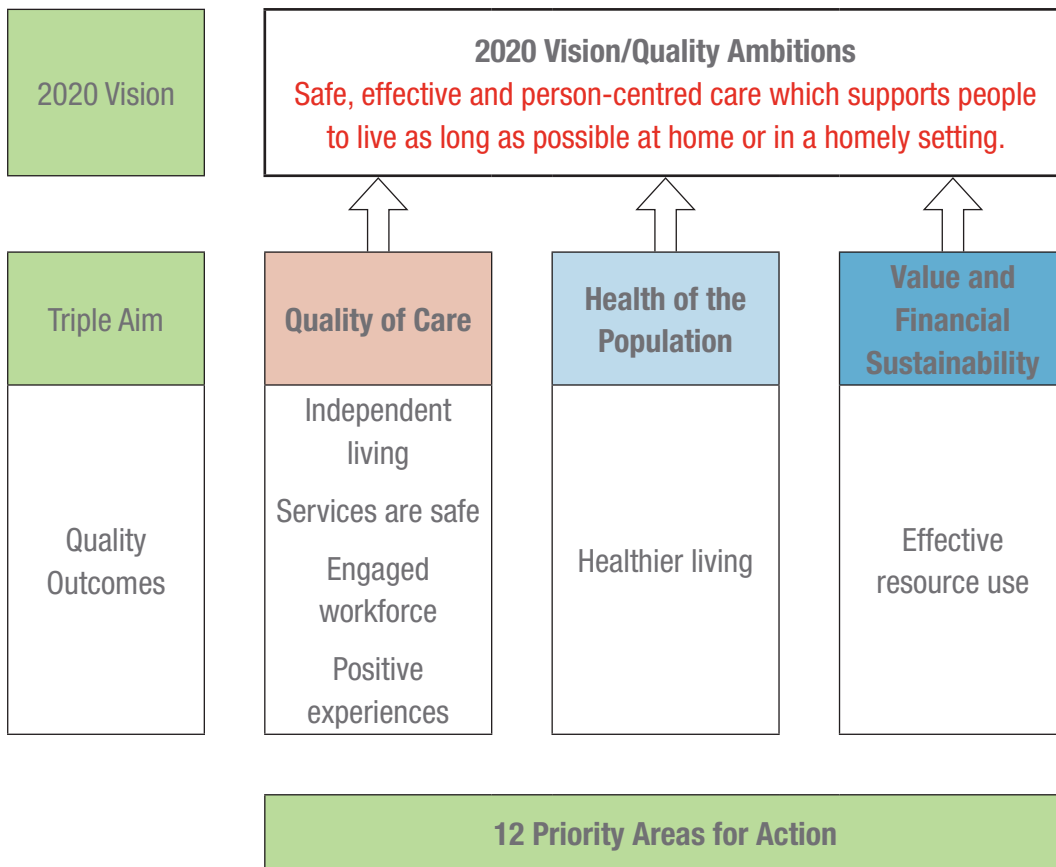 2020 Vision
2020 Vision/Quality Ambitions
Safe, effective and person-centred care which supports people
to live as long as possible at home or in a homely setting.
Triple Aim
Quality of Care
Health of the
Population
Value and
Financial
Sustainability
Quality
Outcomes
Independent
living
Services are safe
Engaged
workforce
Positive
experiences
Healthier living
Effective
resource use
12 Priority Areas for Action